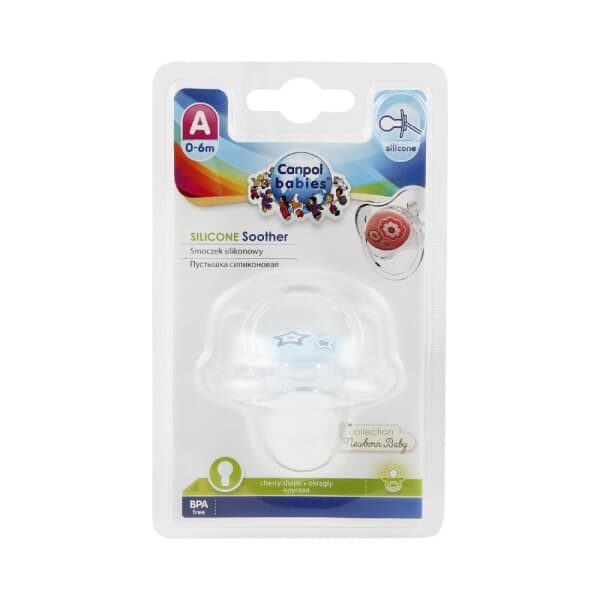 A
0-6m
silicone
Canpol
babies
SILICONE Soother
Smoczek silikonowy
Пустышка силиконовая
collection
Newborn Baby
cherry shape • okrągły
круглая
BPA
free